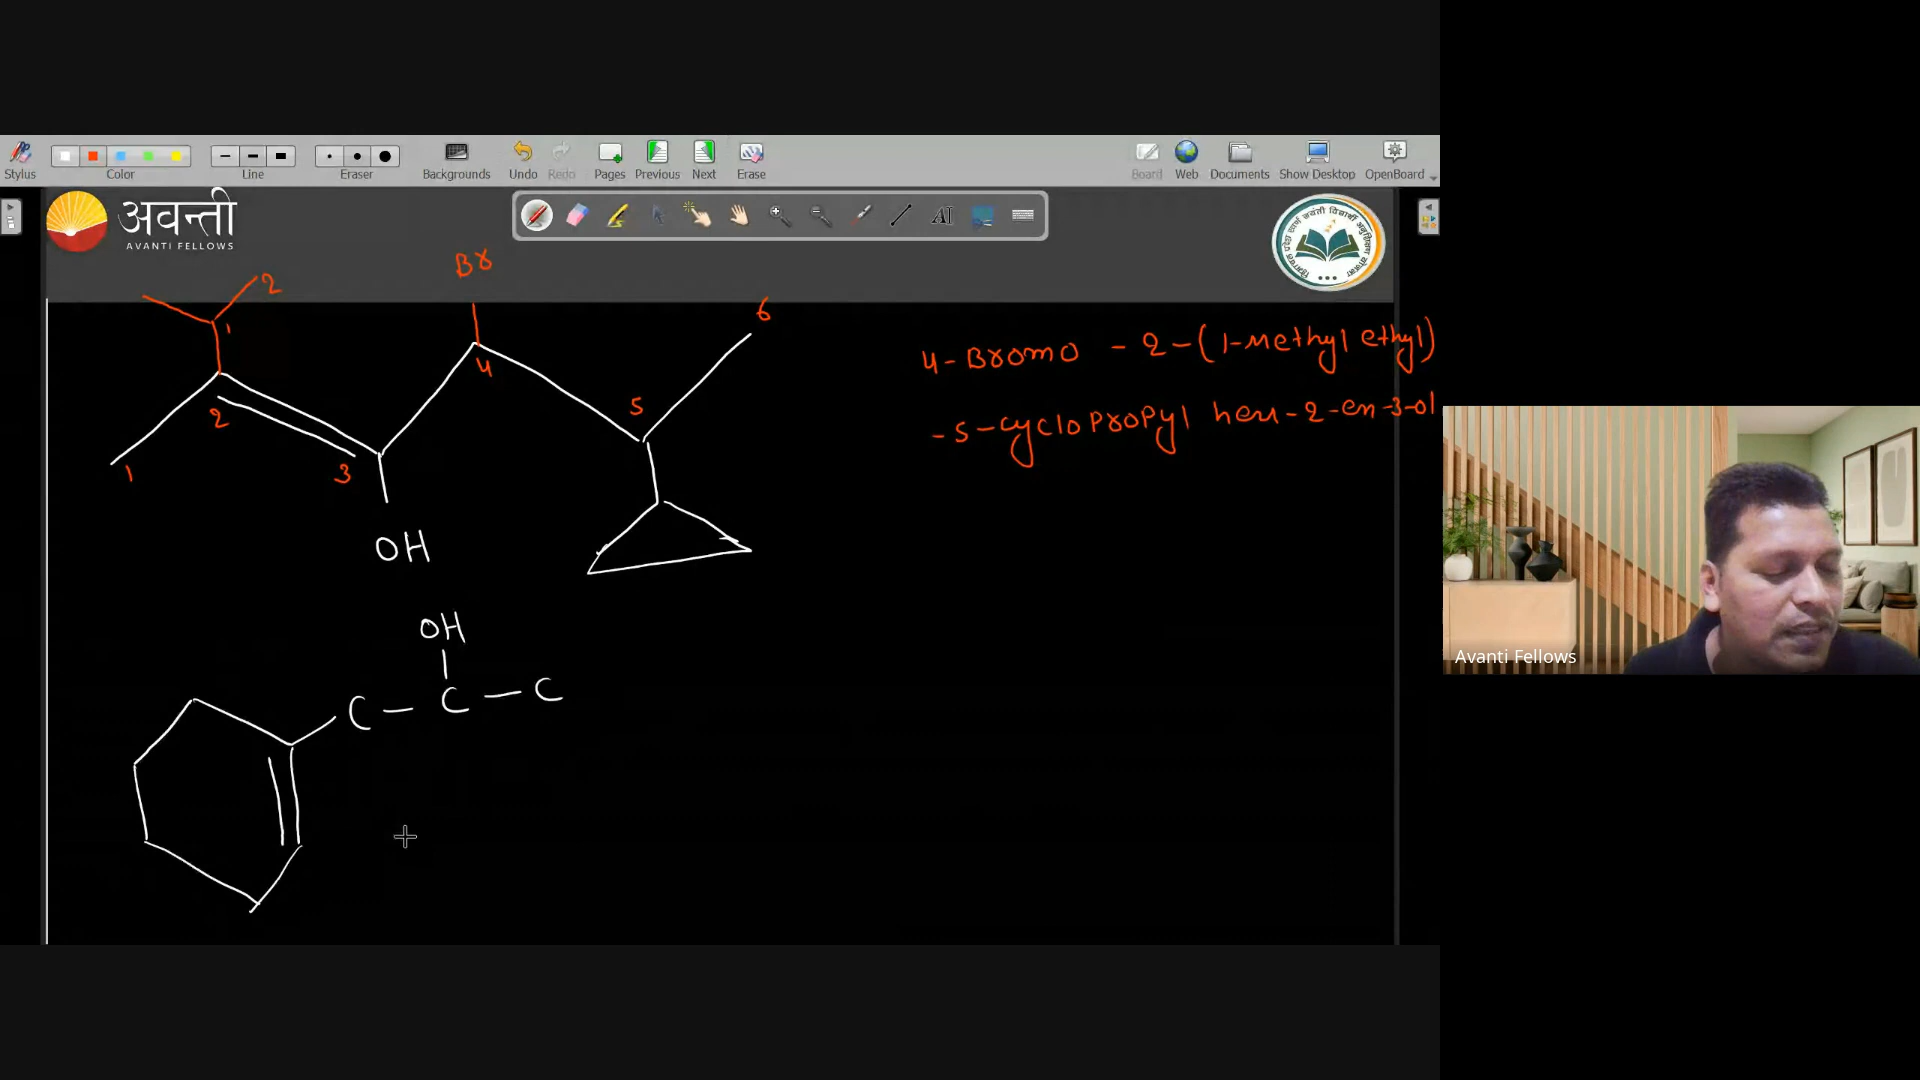 Stylus
Color
Line
Eraser
Backgrounds
Undo
Redo
Pages
Previous
Next
Erase
Board
Web
Documents
Show Desktop
OpenBoard
अवन्ती
AVANTI FELLOWS
Br
2
1
6
4
5
2
1
3
OH
4-Bromo - 2-(1-Methyl ethyl)
-5-cycloPropyl hex-2-en-3-ol
OH
C - C - C
Avanti Fellows